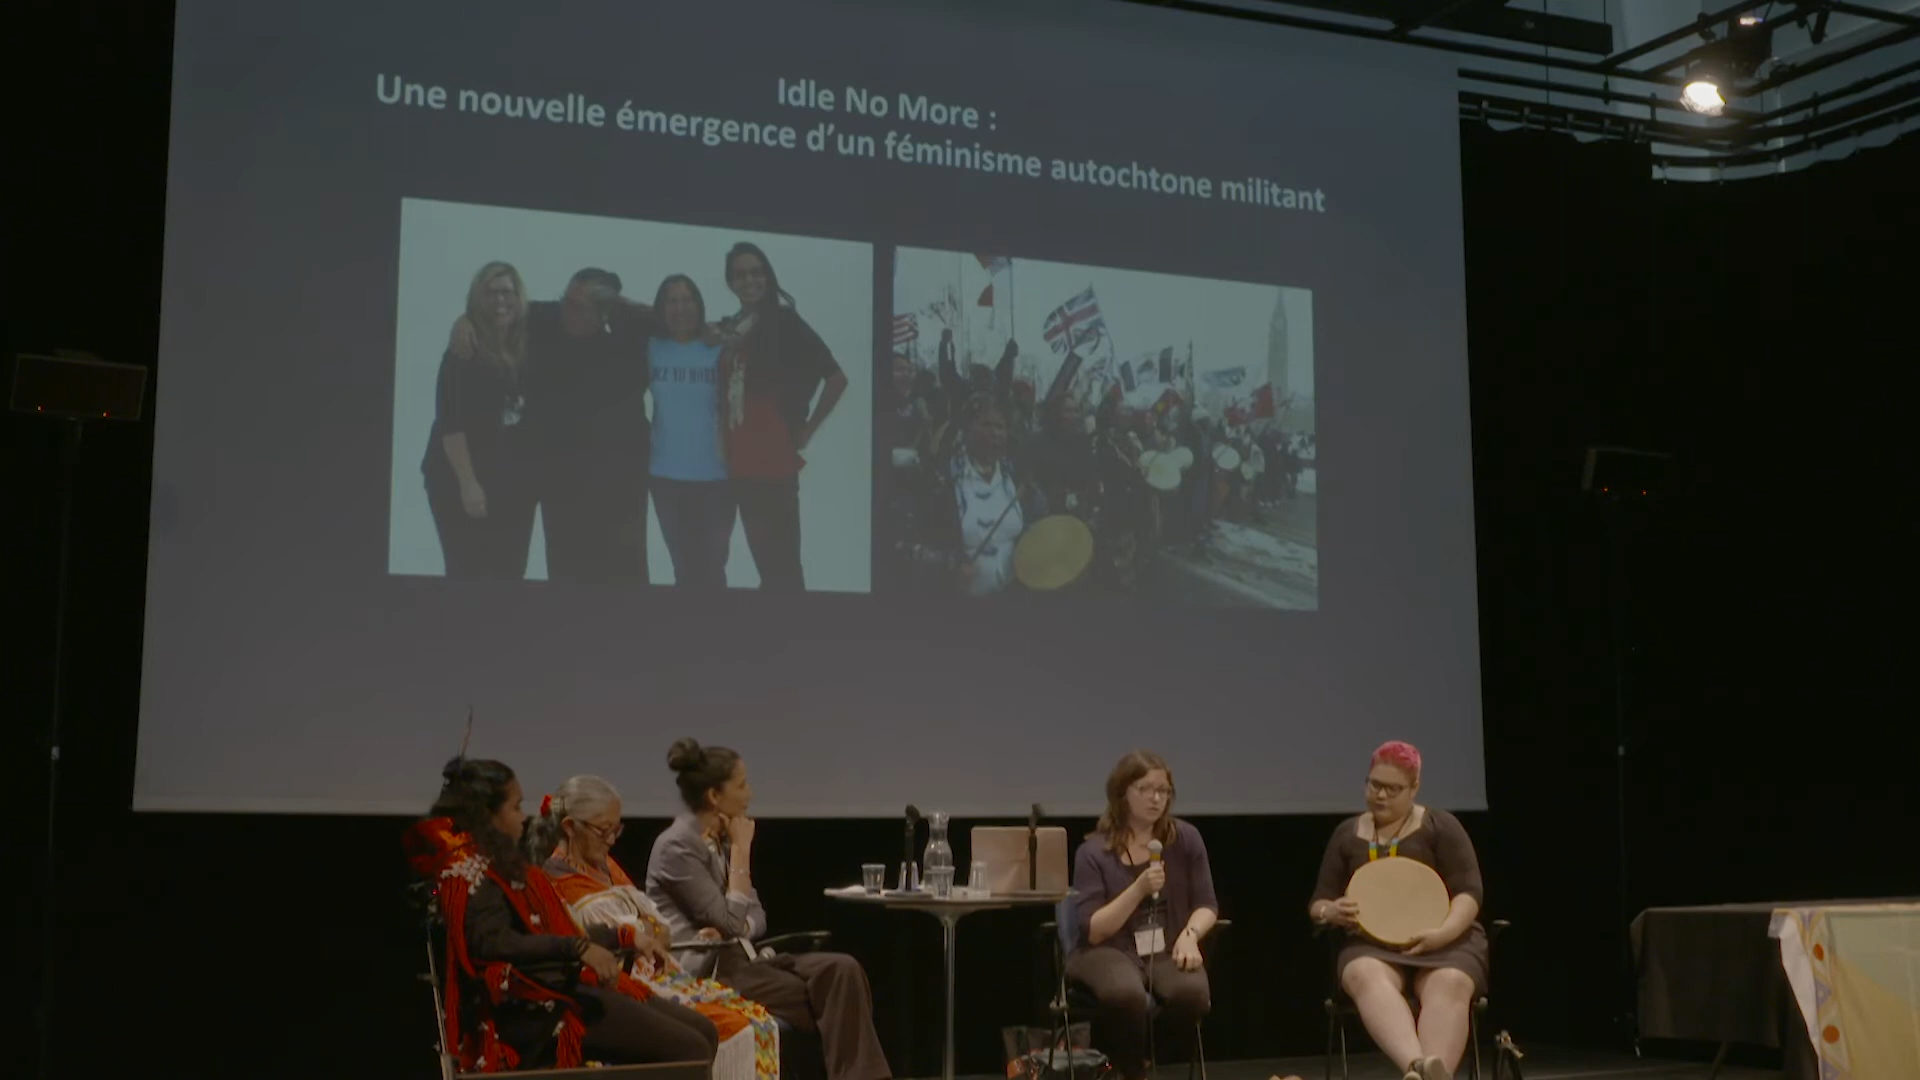 Idle No More :
Une nouvelle émergence d'un féminisme autochtone militant